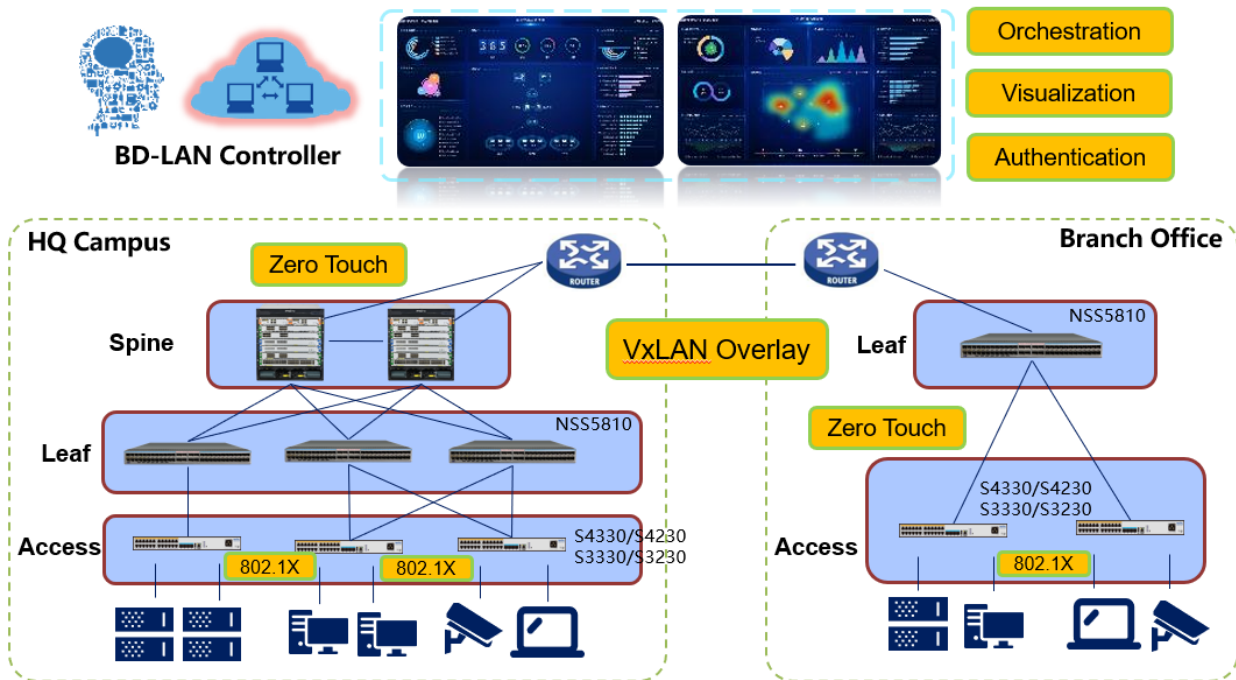 BD-LAN Controller
365
Orchestration
Visualization
Authentication
HQ Campus
Zero Touch
ROUTER
Spine
Leaf
NSS5810
Access
S4330/S4230
S3330/S3230
802.1X
802.1X
VxLAN Overlay
Branch Office
ROUTER
NSS5810
Leaf
Zero Touch
S4330/S4230
S3330/S3230
Access
802.1X